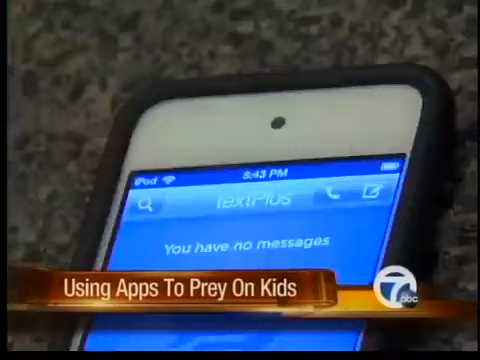 iPod 8:43 PM
textPlus
You have no messages
Using Apps To Prey On Kids
7 abc